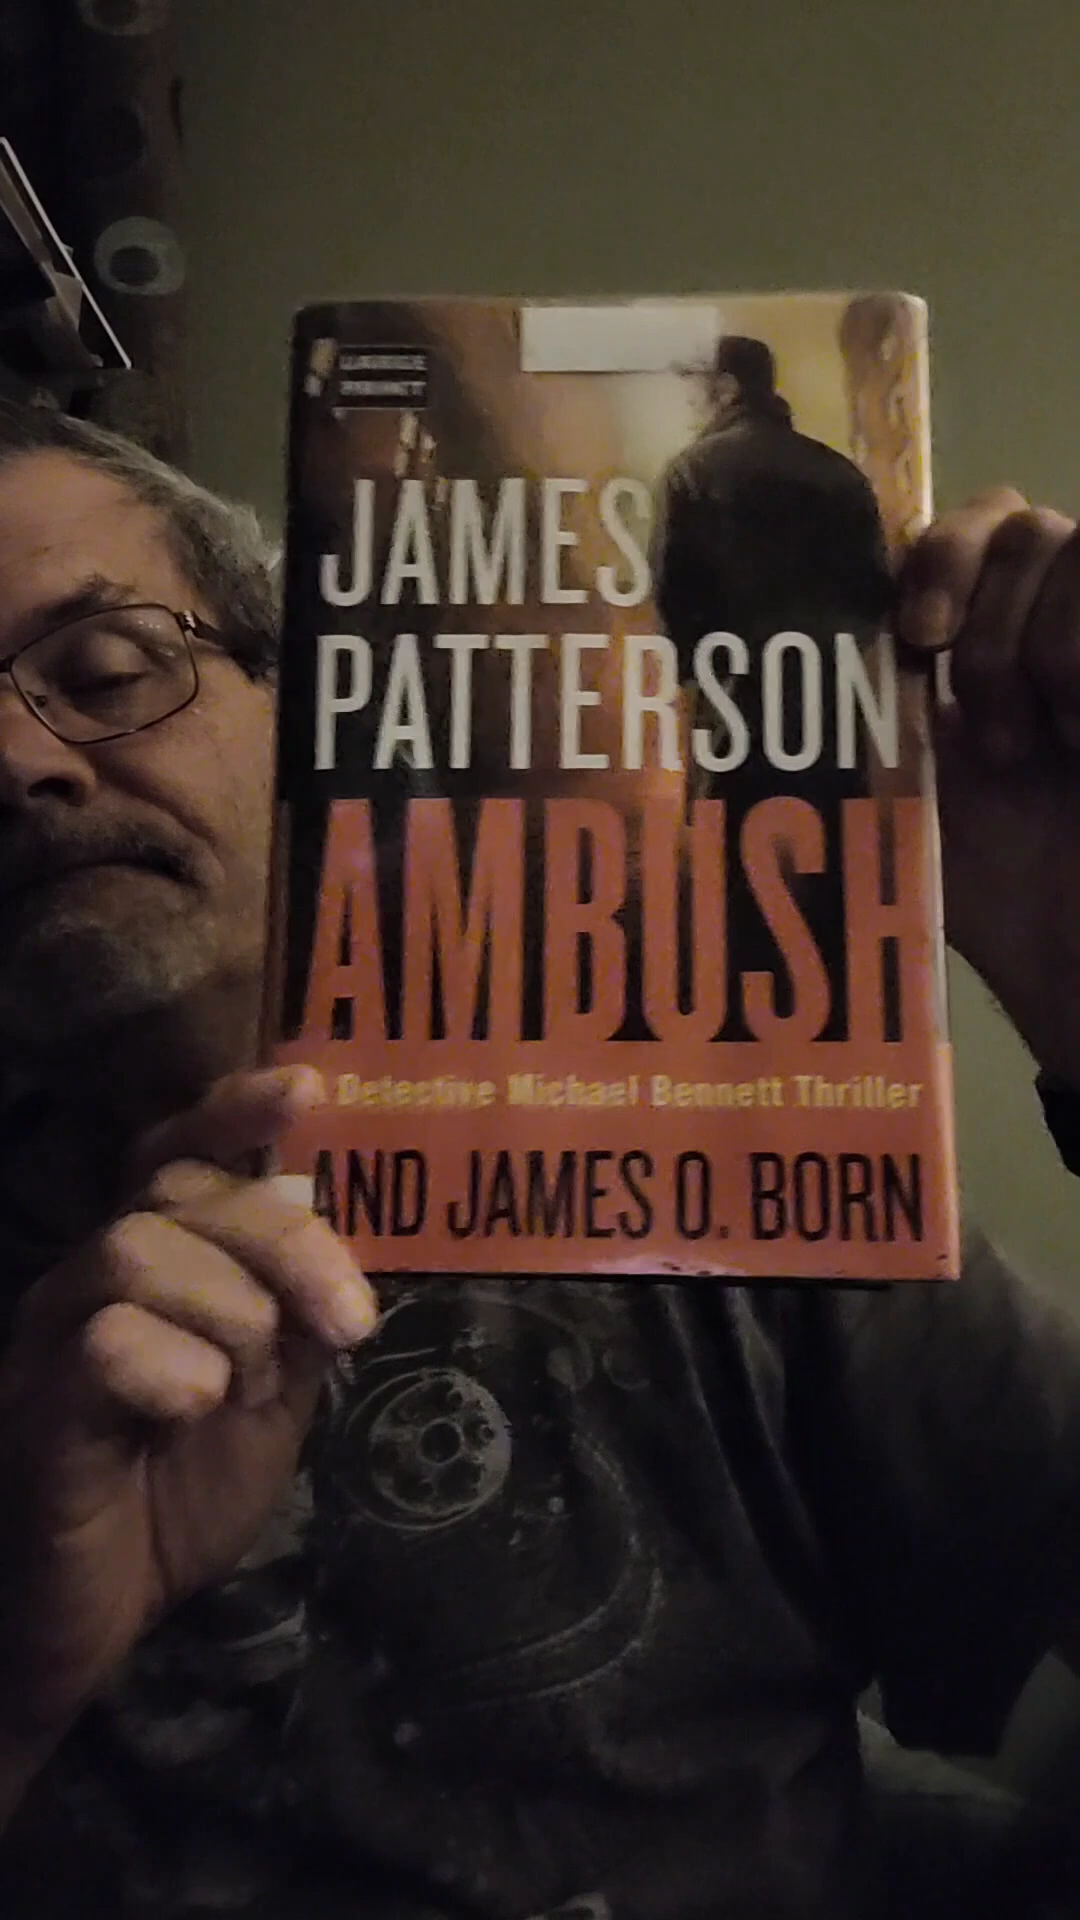 JAMES
PATTERSON
AMBUSH
A Detective Michael Bennett Thriller
AND JAMES O. BORN